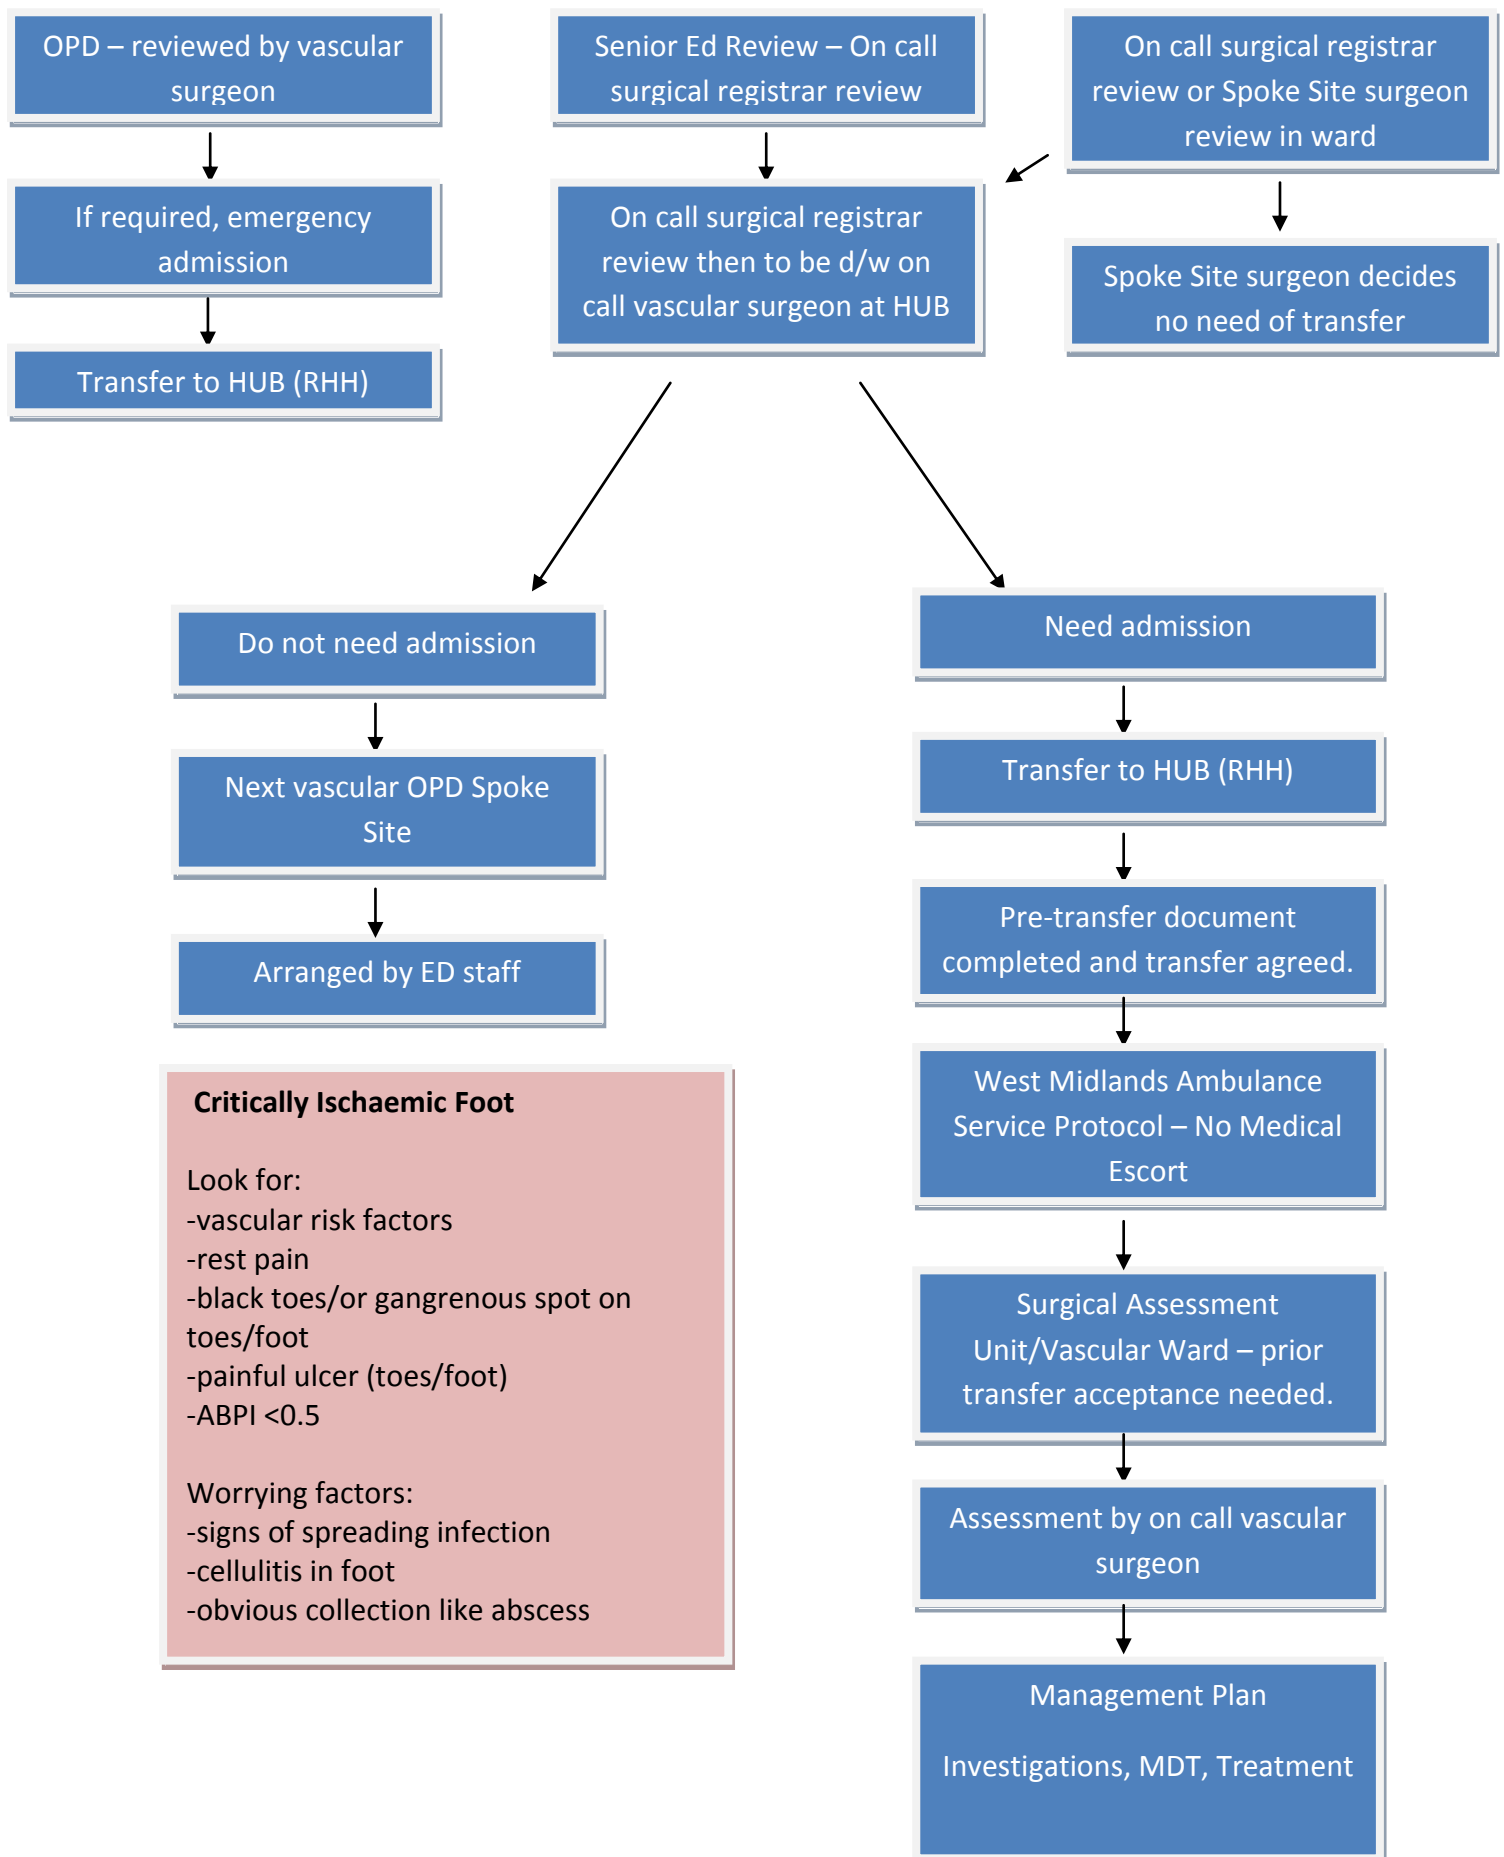 OPD – reviewed by vascular
surgeon
Senior Ed Review – On call
surgical registrar review
On call surgical registrar
review or Spoke Site surgeon
review in ward
If required, emergency
admission
On call surgical registrar
review then to be d/w on
call vascular surgeon at HUB
Spoke Site surgeon decides
no need of transfer
Transfer to HUB (RHH)
Do not need admission
Next vascular OPD Spoke
Site
Arranged by ED staff
Need admission
Transfer to HUB (RHH)
Pre-transfer document
completed and transfer agreed.
West Midlands Ambulance
Service Protocol – No Medical
Escort
Surgical Assessment
Unit/Vascular Ward – prior
transfer acceptance needed.
Assessment by on call vascular
surgeon
Management Plan
Investigations, MDT, Treatment
Critically Ischaemic Foot
Look for:
-vascular risk factors
-rest pain
-black toes/or gangrenous spot on
toes/foot
-painful ulcer (toes/foot)
-ABPI <0.5
Worrying factors:
-signs of spreading infection
-cellulitis in foot
-obvious collection like abscess